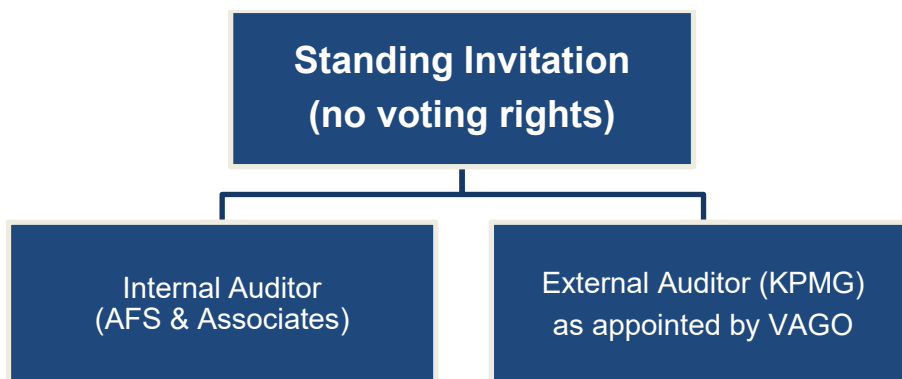 Standing Invitation
(no voting rights)
Internal Auditor
(AFS & Associates)
External Auditor (KPMG)
as appointed by VAGO